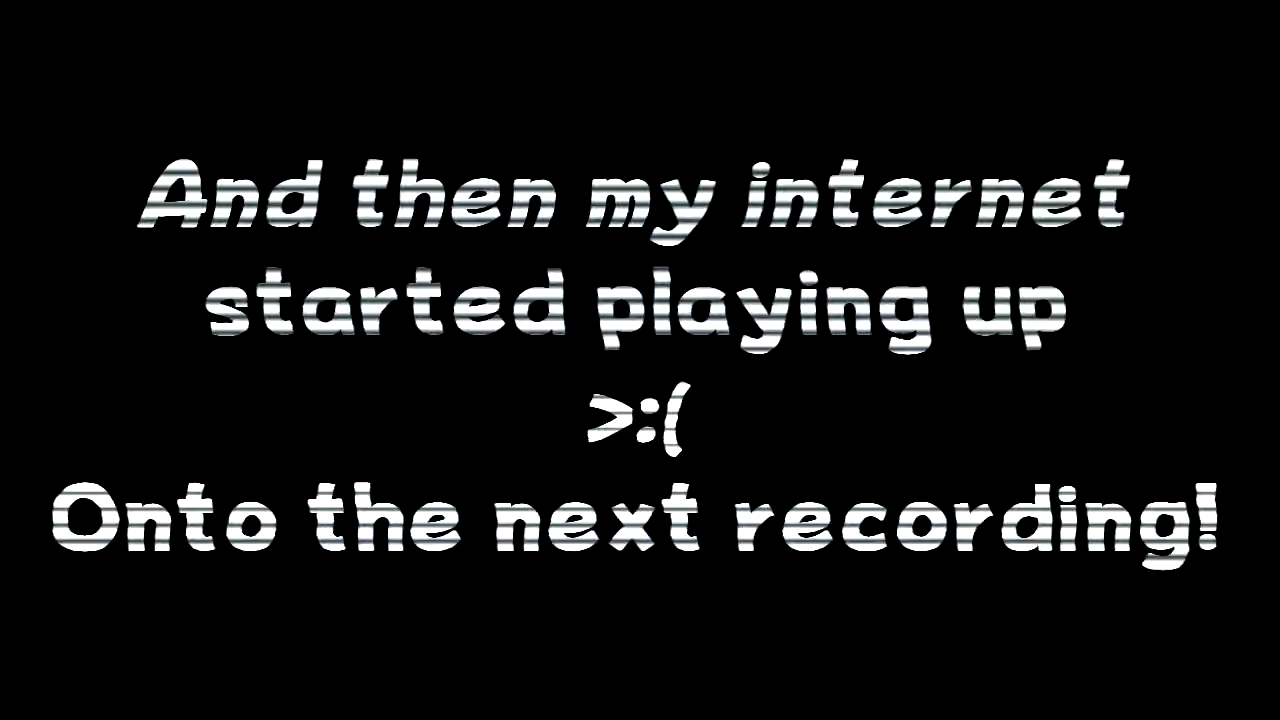 And then my internet
started playing up
>:(
Onto the next recording!